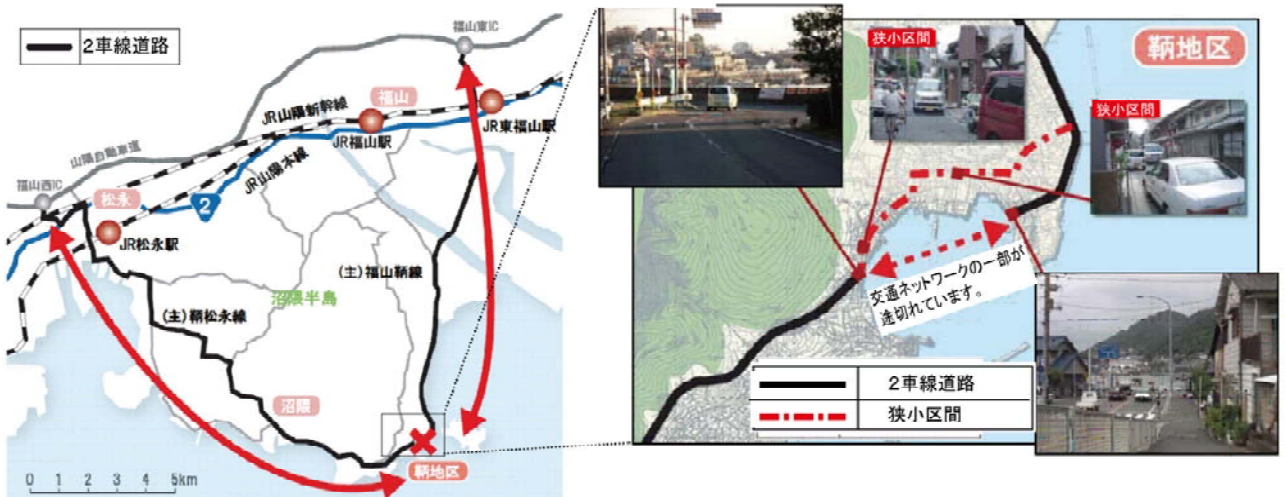 2車線道路
福山東IC
福山
JR山陽新幹線
JR福山駅
JR東福山駅
山陽自動車道
福山西IC
松永
JR山陽本線
2
JR松永駅
(主)福山鞆線
沼隈半島
(主)鞆松永線
沼隈
鞆地区
0 1 2 3 4 5km
鞆地区
狭小区間
狭小区間
交通ネットワークの一部が
途切れています。
2車線道路
狭小区間